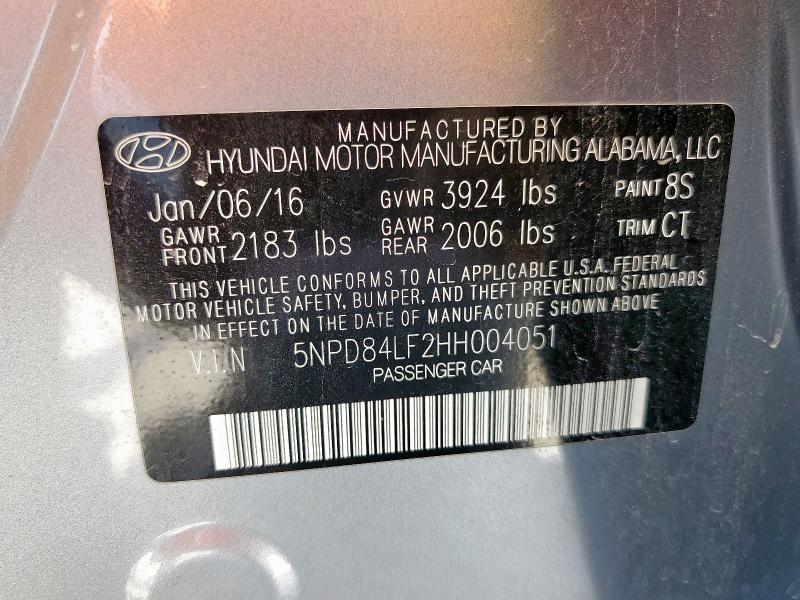 MANUFACTURED BY
HYUNDAI MOTOR MANUFACTURING ALABAMA, LLC
Jan/06/16 GVWR 3924 lbs PAINT 8S
GAWR FRONT 2183 lbs GAWR REAR 2006 lbs TRIM CT
THIS VEHICLE CONFORMS TO ALL APPLICABLE U.S.A. FEDERAL
MOTOR VEHICLE SAFETY, BUMPER, AND THEFT PREVENTION STANDARDS
IN EFFECT ON THE DATE OF MANUFACTURE SHOWN ABOVE
V.I.N 5NPD84LF2HH004051
PASSENGER CAR